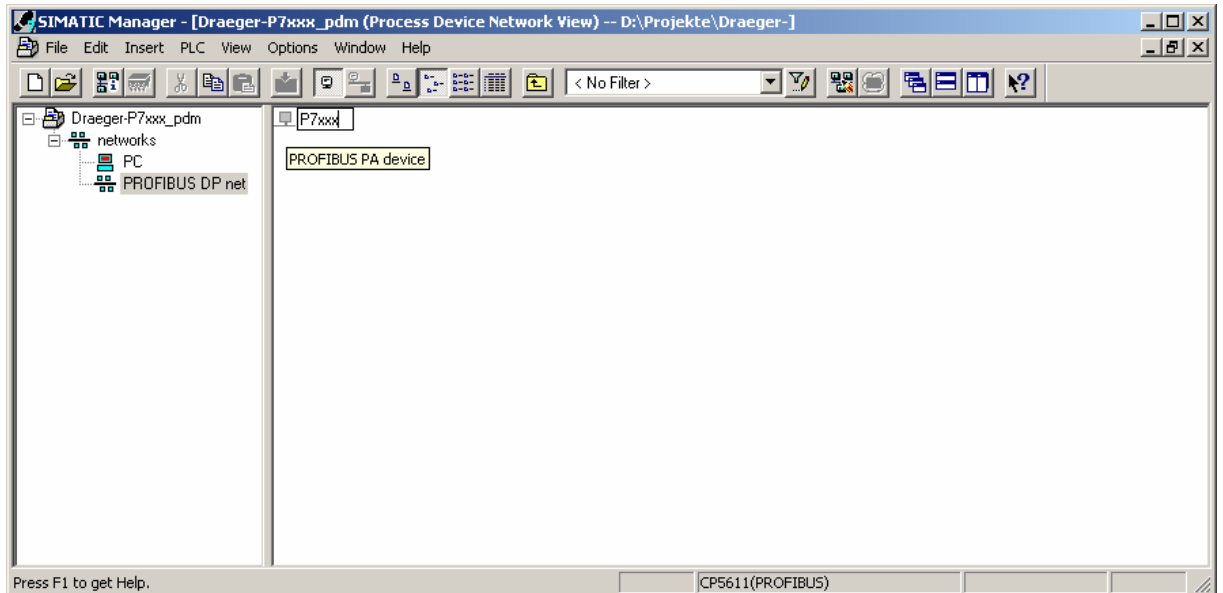 SIMATIC Manager - [Draeger-P7xxx_pdm (Process Device Network View) -- D:\Projekte\Draeger-]
File Edit Insert PLC View Options Window Help
< No Filter >
Draeger-P7xxx_pdm
networks
PC
PROFIBUS DP net
P7xxx
PROFIBUS PA device
Press F1 to get Help.
CP5611(PROFIBUS)